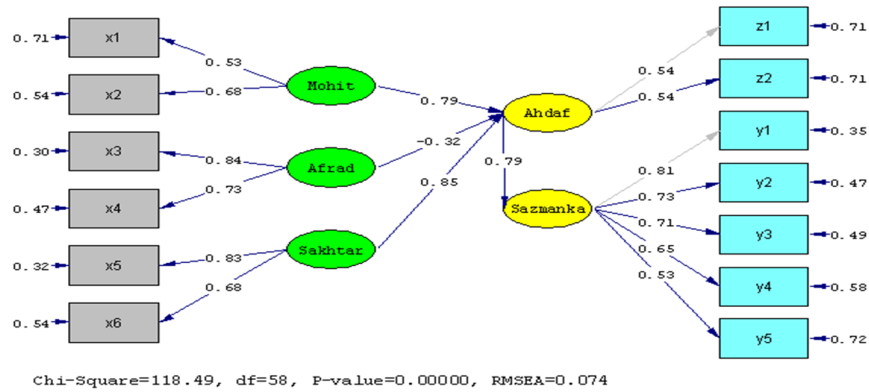 0.71 x1 0.53
0.54 x2 0.68
0.30 x3 0.84
0.47 x4 0.73
0.32 x5 0.83
0.54 x6 0.68
Mohit 0.79
Afrad -0.32
Sakhtar 0.85
Ahdaf 0.79
Sazmanka
0.54 z1 0.71
0.54 z2 0.71
0.81 y1 0.35
0.73 y2 0.47
0.71 y3 0.49
0.65 y4 0.58
0.53 y5 0.72
Chi-Square=118.49, df=58, P-value=0.00000, RMSEA=0.074